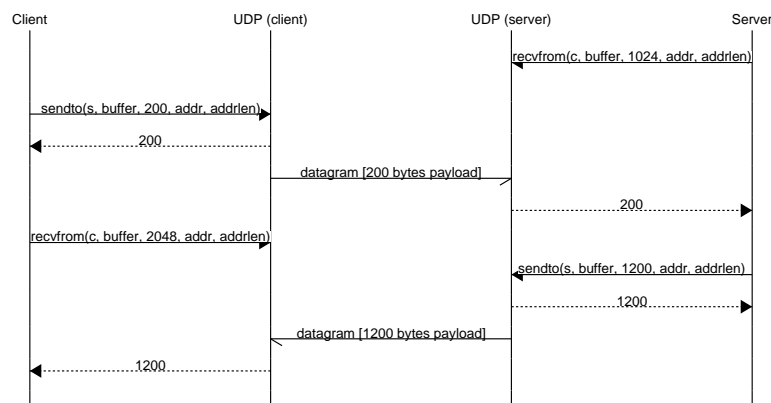 Client UDP (client) UDP (server) Server
recvfrom(c, buffer, 1024, addr, addrlen)
sendto(s, buffer, 200, addr, addrlen)
200
datagram [200 bytes payload]
200
recvfrom(c, buffer, 2048, addr, addrlen)
sendto(s, buffer, 1200, addr, addrlen)
1200
datagram [1200 bytes payload]
1200